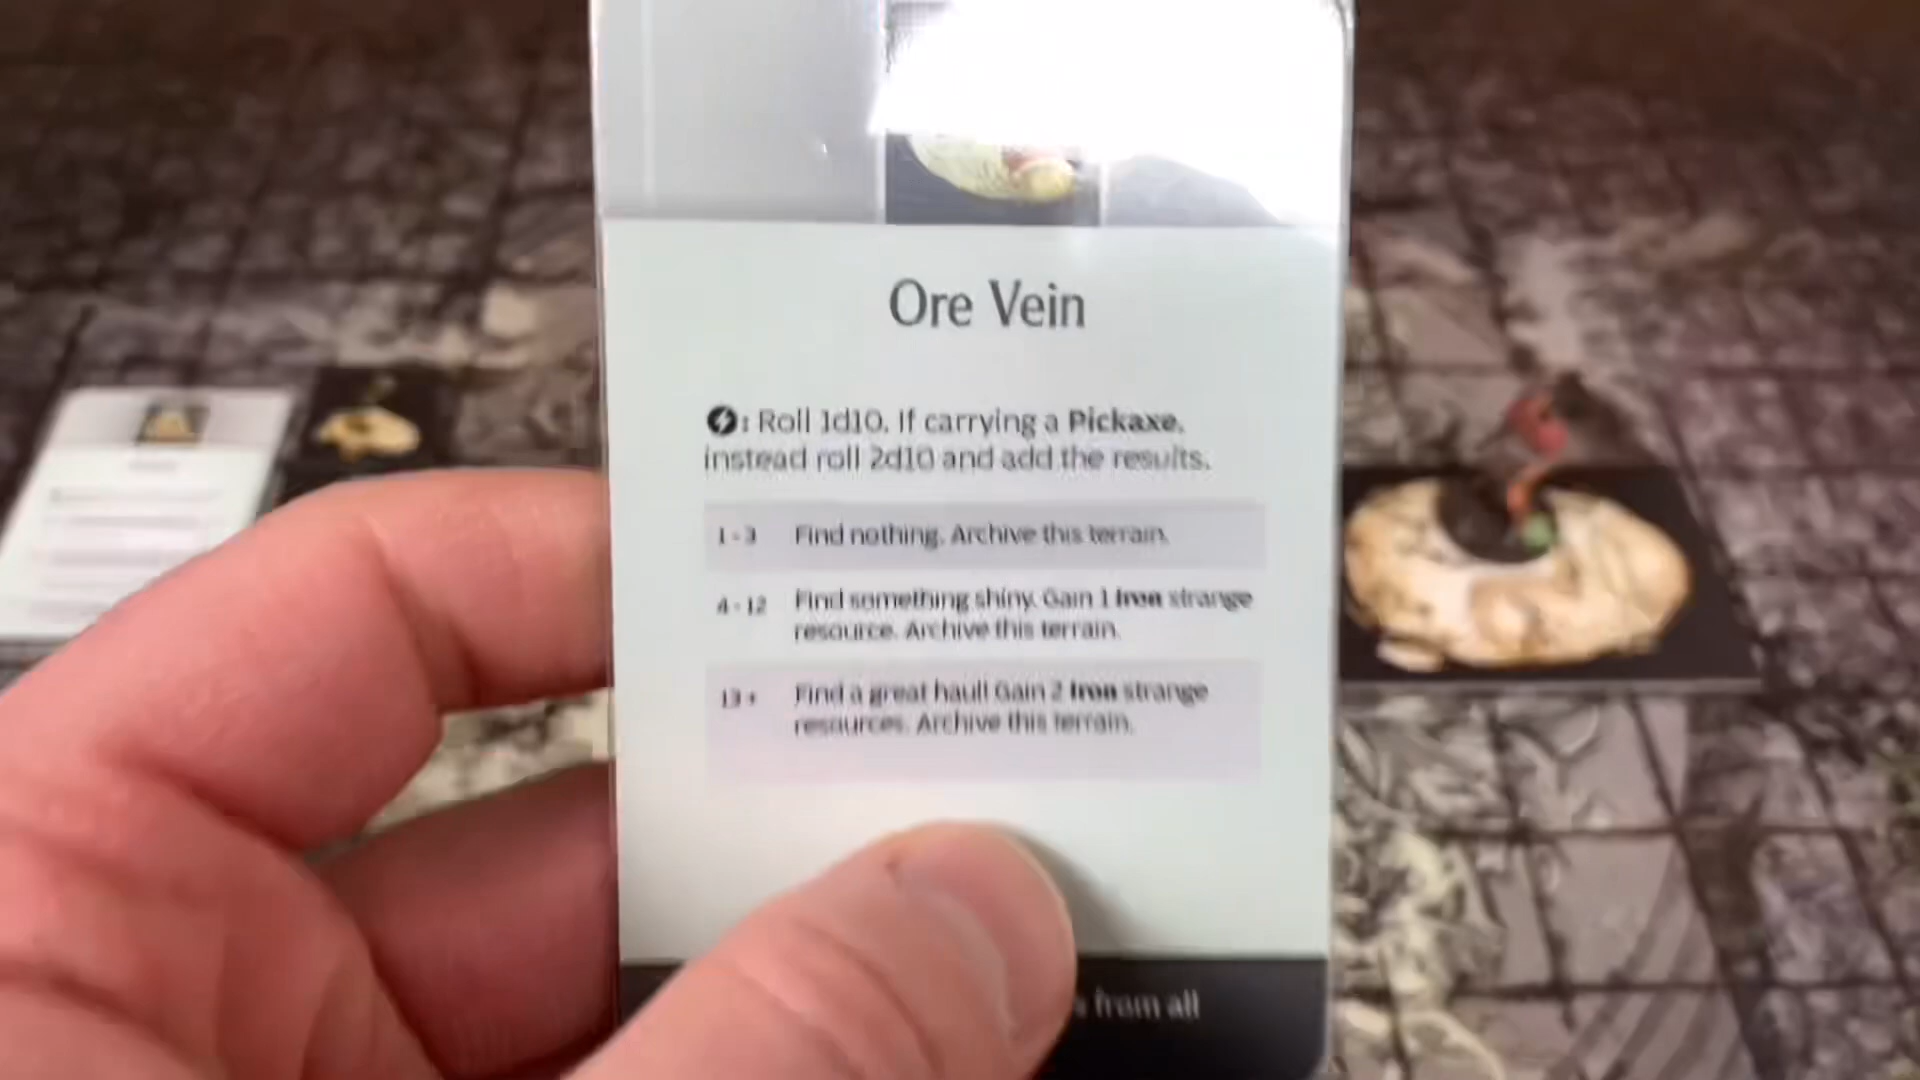 Ore Vein
: Roll 1d10. If carrying a Pickaxe,
instead roll 2d10 and add the results.
1 - 3 Find nothing. Archive this terrain.
4 - 12 Find something shiny. Gain 1 Iron strange
resource. Archive this terrain.
13 + Find a great haul! Gain 2 Iron strange
resources. Archive this terrain.
from all